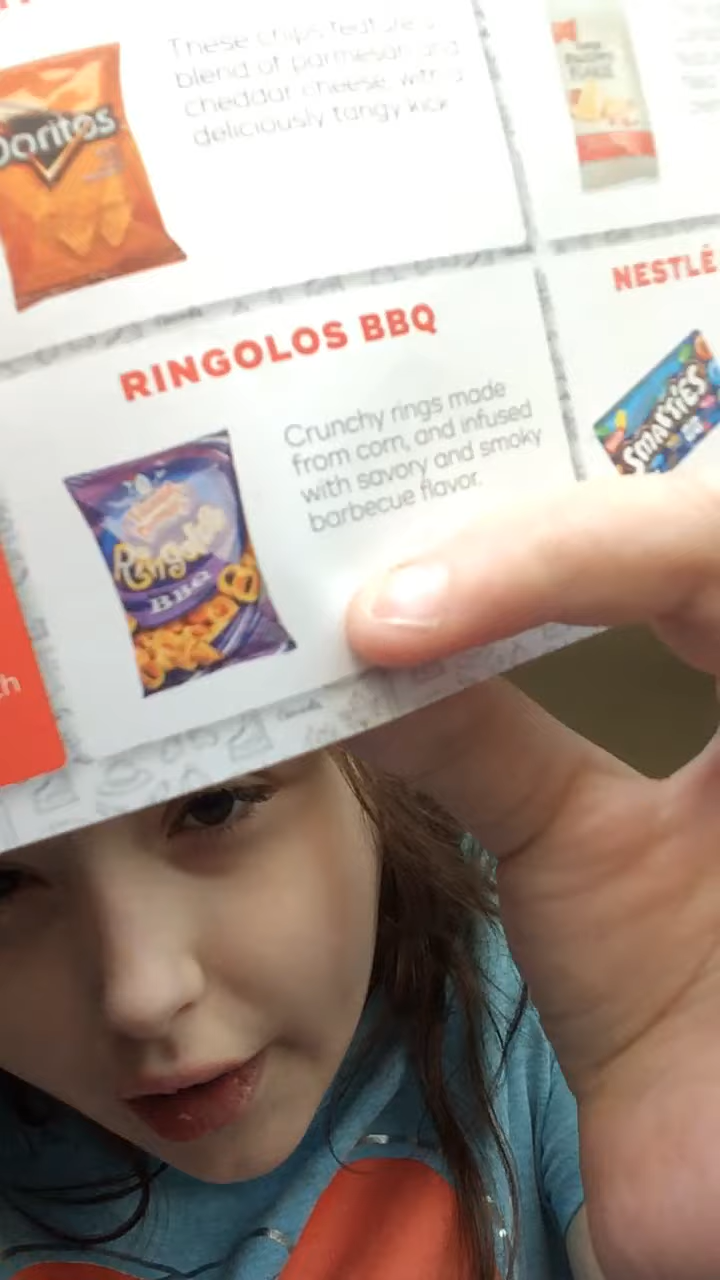 Doritos
These chips feature a
blend of parmesan and
cheddar cheese, with a
deliciously tangy kick
RINGOLOS BBQ
Crunchy rings made
from corn, and infused
with savory and smoky
barbecue flavor.
Ringolos
BBQ
NESTLÉ
SMARTIES